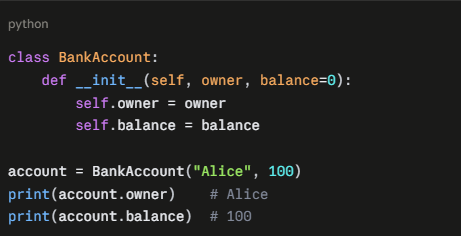 python
class BankAccount:
    def __init__(self, owner, balance=0):
        self.owner = owner
        self.balance = balance

account = BankAccount("Alice", 100)
print(account.owner)    # Alice
print(account.balance)  # 100